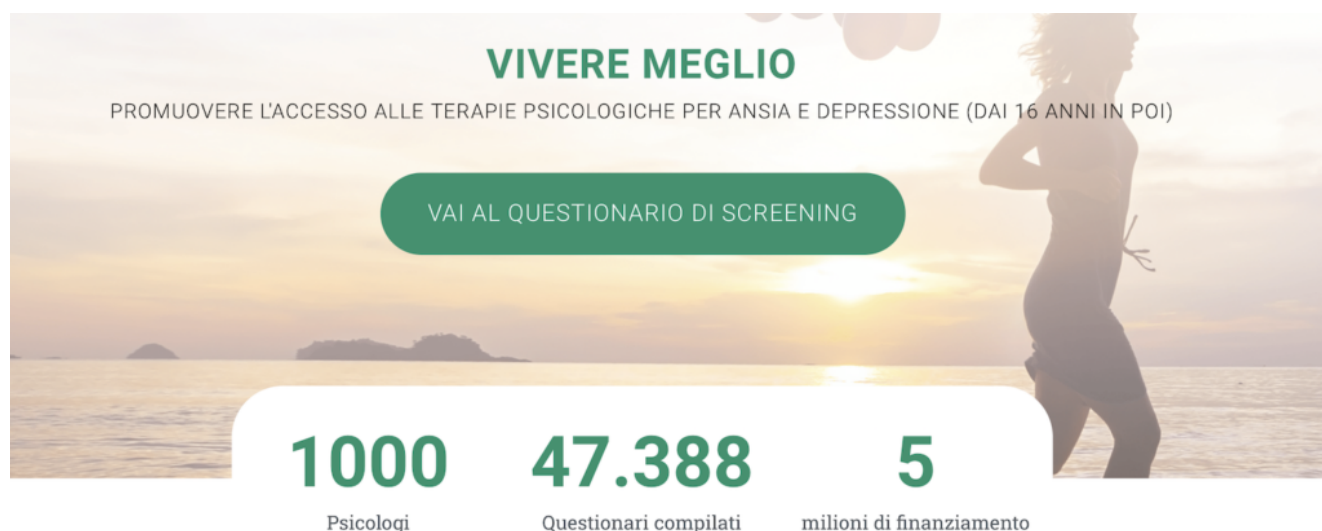 VIVERE MEGLIO
PROMUOVERE L'ACCESSO ALLE TERAPIE PSICOLOGICHE PER ANSIA E DEPRESSIONE (DAI 16 ANNI IN POI)
VAI AL QUESTIONARIO DI SCREENING
1000 47.388 5
Psicologi Questionari compilati milioni di finanziamento